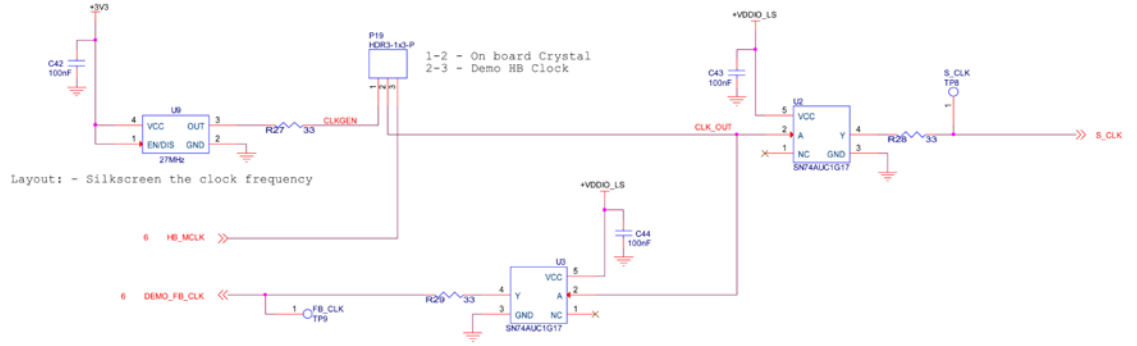 +3V3
C42
100nF
U9
4 VCC OUT 3
1 EN/DIS GND 2
27MHz
R27 33
CLKGEN
P19
HDR3-1x3-P
1 2 3
1-2 - On board Crystal
2-3 - Demo HB Clock
Layout: - Silkscreen the clock frequency
+VDDIO_LS
C43
100nF
U2
5 VCC
CLK_OUT 2 A Y 4
1 NC GND 3
SN74AUC1G17
R28 33
S_CLK
TP8
1
S_CLK
6 HB_MCLK
+VDDIO_LS
C44
100nF
U3
VCC 5
4 Y A 2
3 GND NC 1
SN74AUC1G17
R29 33
6 DEMO_FB_CLK
1 FB_CLK
TP9